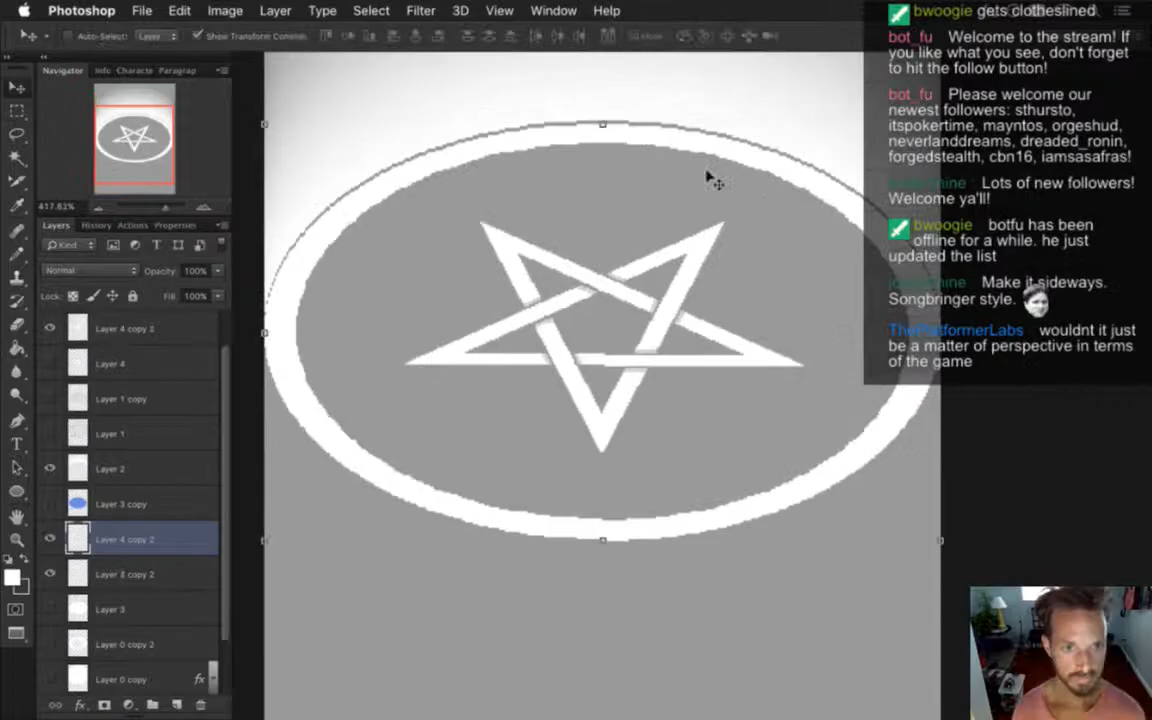 Photoshop File Edit Image Layer Type Select Filter 3D View Window Help
Auto-Select: Layer Show Transform Controls
Navigator Info Characte Paragrap
417.82%
Layers History Actions Properties
Kind
Normal Opacity: 100%
Lock: Fill: 100%
Layer 4 copy 2
Layer 4
Layer 1 copy
Layer 1
Layer 2
Layer 3 copy
Layer 4 copy 2
Layer 3
Layer 0 copy 2
Layer 0 copy fx
fx
bwoogie gets clotheslined
bot_fu Welcome to the stream! If
you like what you see, don't forget
to hit the follow button!
bot_fu Please welcome our
newest followers: sthursto,
itspokertime, mayntos, orgeshud,
neverlanddreams, dreaded_ronin,
forgedstealth, cbn16, iamsasafras!
Lots of new followers!
Welcome ya'll!
bwoogie botfu has been
offline for a while. he just
updated the list
Make it sideways.
Songbringer style.
ThePlatformerLabs wouldnt it just
be a matter of perspective in terms
of the game